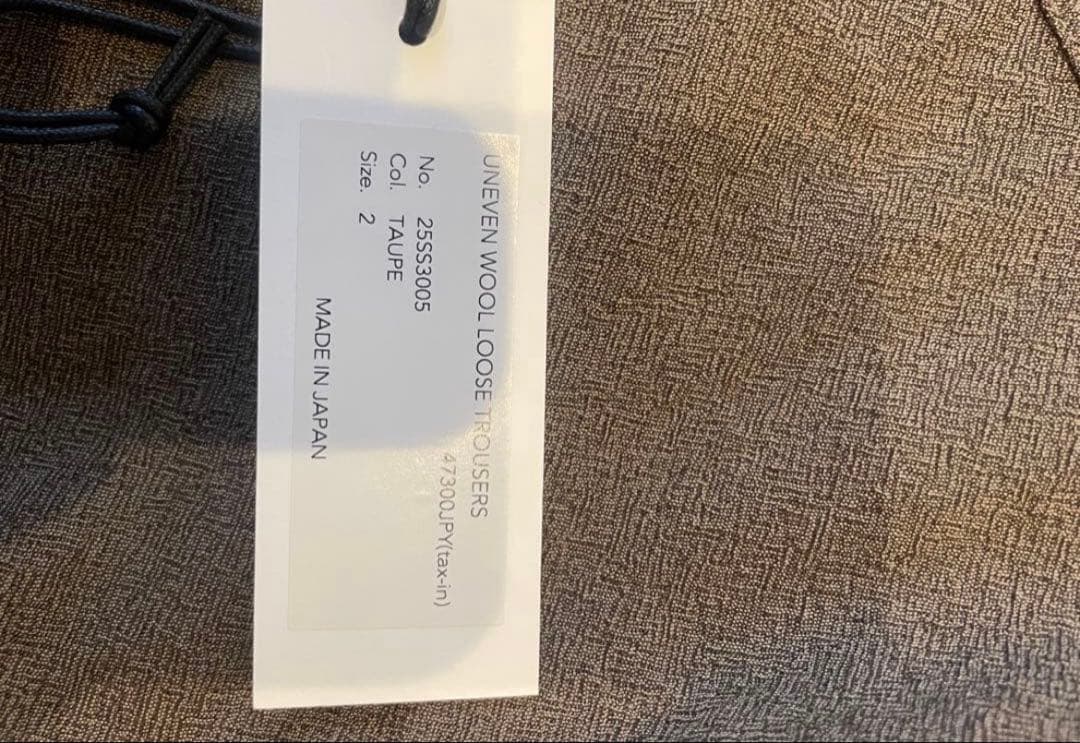 UNEVEN WOOL LOOSE TROUSERS
47300JPY(tax-in)
No. 25SS3005
Col. TAUPE
Size. 2
MADE IN JAPAN